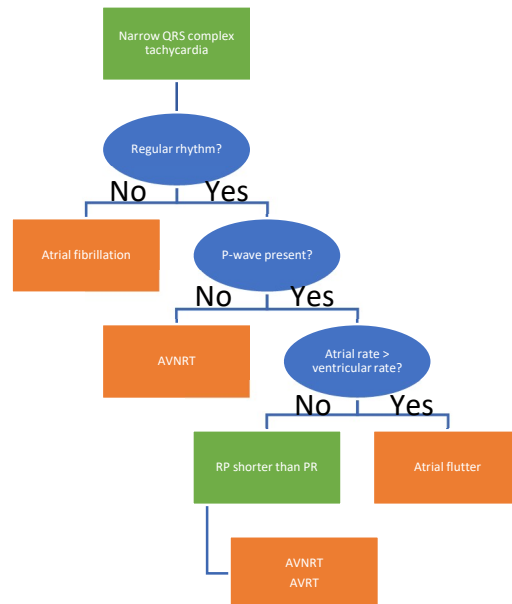 Narrow QRS complex
tachycardia
Regular rhythm?
No
Yes
Atrial fibrillation
P-wave present?
No
Yes
AVNRT
Atrial rate >
ventricular rate?
No
Yes
RP shorter than PR
Atrial flutter
AVNRT
AVRT